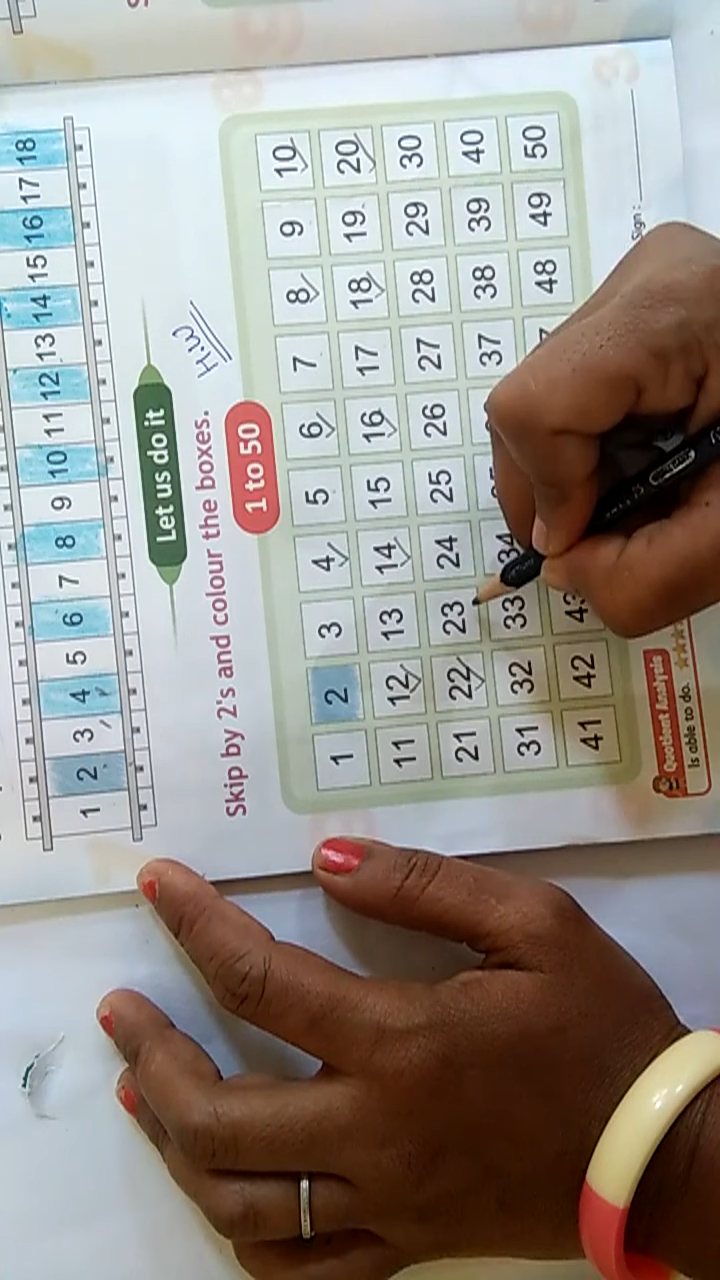 1 2 3 4 5 6 7 8 9 10 11 12 13 14 15 16 17 18
Let us do it
Skip by 2's and colour the boxes. H.W
1 to 50
1 2 3 4 5 6 7 8 9 10
11 12 13 14 15 16 17 18 19 20
21 22 23 24 25 26 27 28 29 30
31 32 33 34 37 38 39 40
41 42 48 49 50
Quotient Analysis
Is able to do.
Sign :